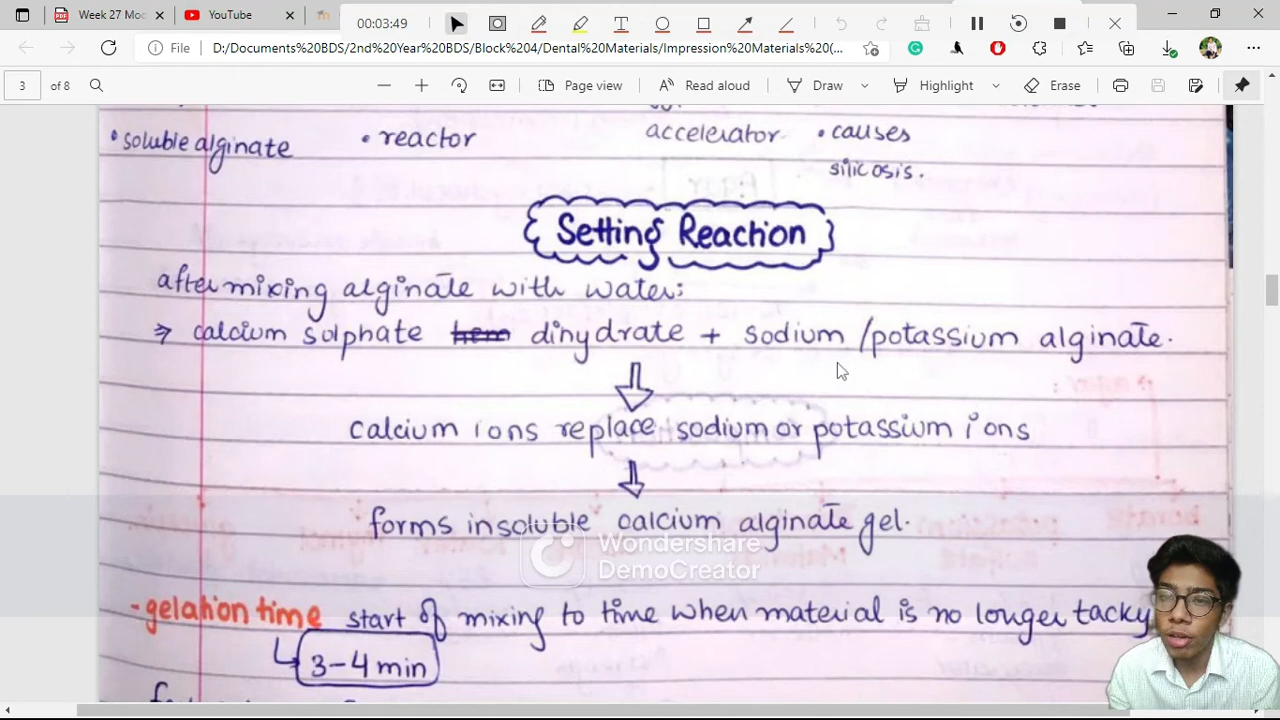 Week 27 Moc
YouTube
00:03:49
File
D:/Documents%20BDS/2nd%20Year%20BDS/Block%204/Dental%20Materials/Impression%20Materials%20(...
3 of 8
Page view
Read aloud
Draw
Highlight
Erase
• soluble alginate • reactor accelerator • causes
silicosis.
Setting Reaction
after mixing alginate with water:
⇒ calcium sulphate dihydrate + sodium /potassium alginate.
calcium ions replace sodium or potassium ions
forms insoluble calcium alginate gel.
Wondershare
DemoCreator
- gelation time start of mixing to time when material is no longer tacky
3-4 min